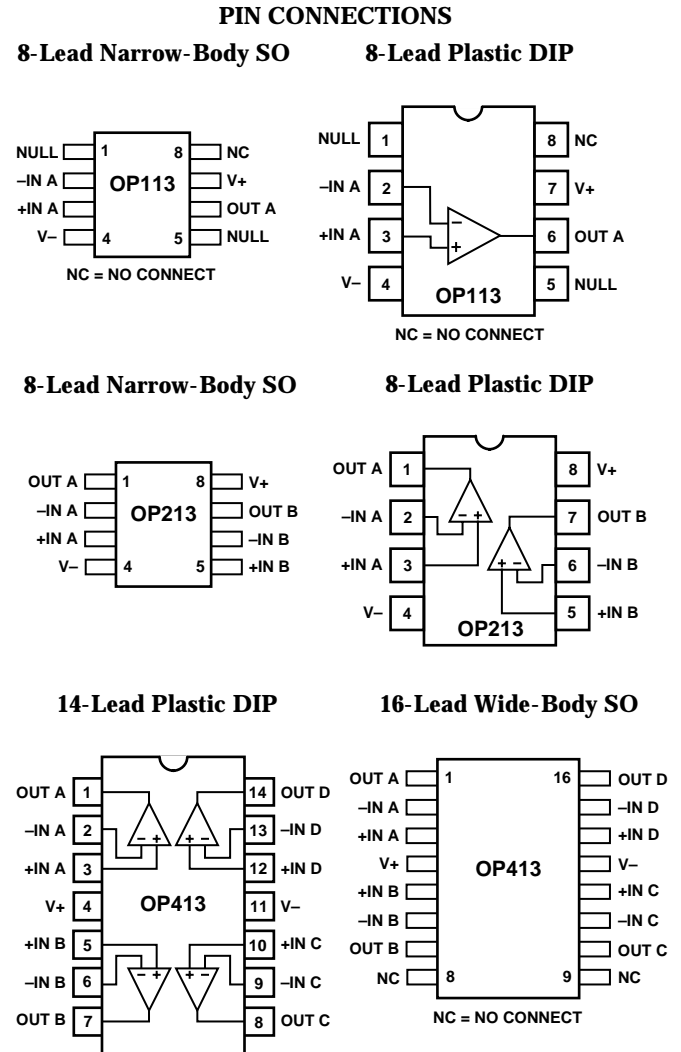 PIN CONNECTIONS
8-Lead Narrow-Body SO
NULL 1 8 NC
–IN A OP113 V+
+IN A OUT A
V– 4 5 NULL
NC = NO CONNECT
8-Lead Plastic DIP
NULL 1 8 NC
–IN A 2 – 7 V+
+IN A 3 + 6 OUT A
V– 4 5 NULL
OP113
NC = NO CONNECT
8-Lead Narrow-Body SO
OUT A 1 8 V+
–IN A OP213 OUT B
+IN A –IN B
V– 4 5 +IN B
8-Lead Plastic DIP
OUT A 1 8 V+
–IN A 2 – + 7 OUT B
+IN A 3 + – 6 –IN B
V– 4 5 +IN B
OP213
14-Lead Plastic DIP
OUT A 1 14 OUT D
–IN A 2 – + + – 13 –IN D
+IN A 3 12 +IN D
V+ 4 OP413 11 V–
+IN B 5 10 +IN C
–IN B 6 – + + – 9 –IN C
OUT B 7 8 OUT C
16-Lead Wide-Body SO
OUT A 1 16 OUT D
–IN A –IN D
+IN A +IN D
V+ OP413 V–
+IN B +IN C
–IN B –IN C
OUT B OUT C
NC 8 9 NC
NC = NO CONNECT